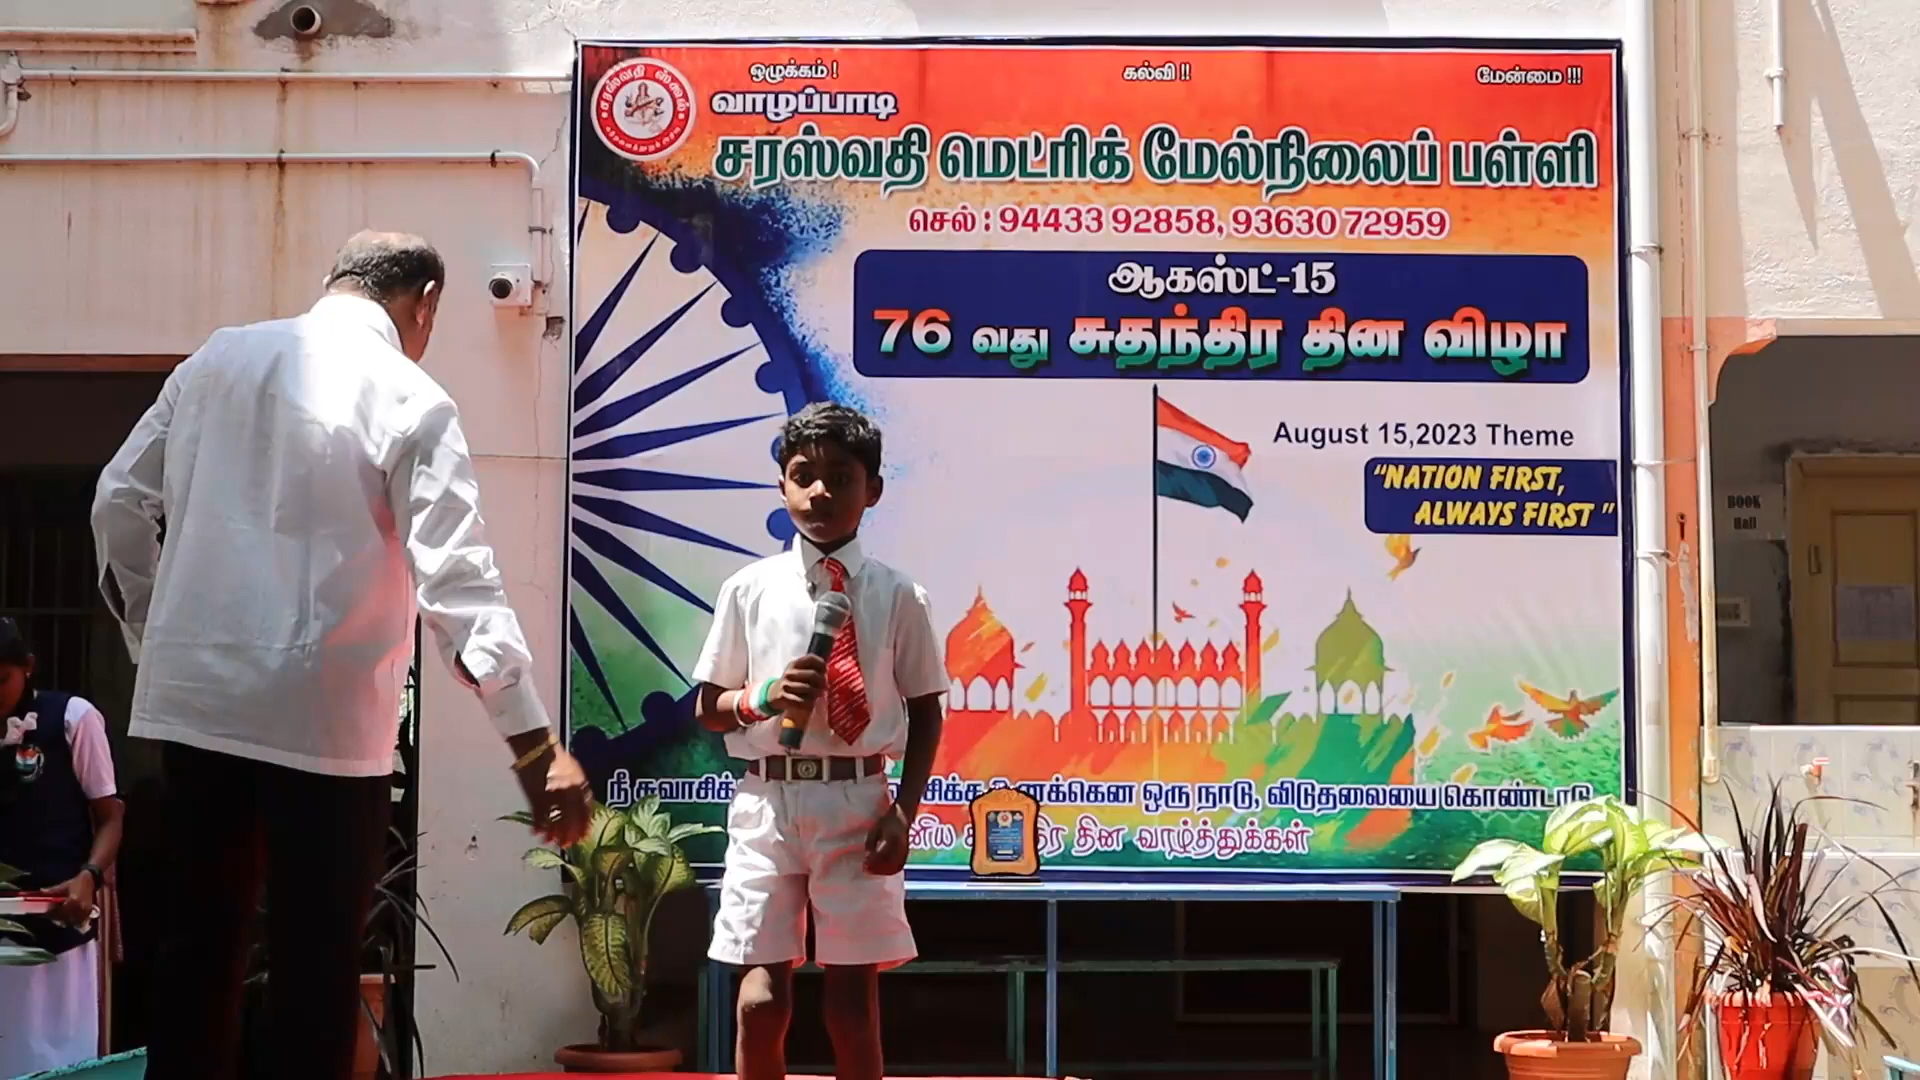 ஒழுக்கம் ! கல்வி !! மேன்மை !!!
வாழப்பாடி
சரஸ்வதி மெட்ரிக் மேல்நிலைப் பள்ளி
செல் : 94433 92858, 93630 72959
ஆகஸ்ட்-15
76 வது சுதந்திர தின விழா
August 15,2023 Theme
“NATION FIRST,
ALWAYS FIRST ”
நீ சுவாசிக்க உனக்கென ஒரு நாடு, விடுதலையை கொண்டாடு
தின வாழ்த்துக்கள்
BOOK
Hall